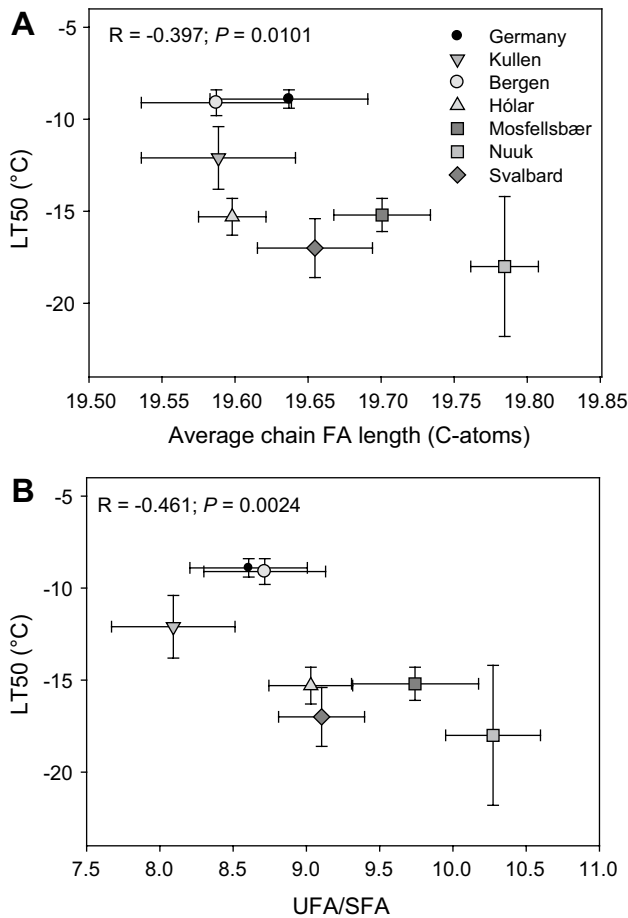 A
R = -0.397; P = 0.0101
Germany
Kullen
Bergen
Hólar
Mosfellsbær
Nuuk
Svalbard
-5
-10
-15
-20
LT50 (°C)
19.50 19.55 19.60 19.65 19.70 19.75 19.80 19.85
Average chain FA length (C-atoms)
B
R = -0.461; P = 0.0024
-5
-10
-15
-20
LT50 (°C)
7.5 8.0 8.5 9.0 9.5 10.0 10.5 11.0
UFA/SFA